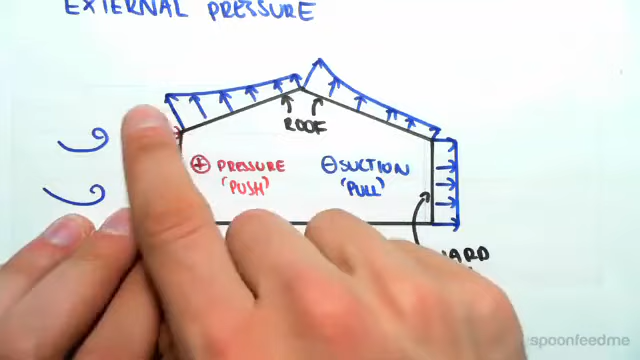 EXTERNAL PRESSURE
ROOF
+ PRESSURE
(PUSH)
- SUCTION
(PULL)
spoonfeedme